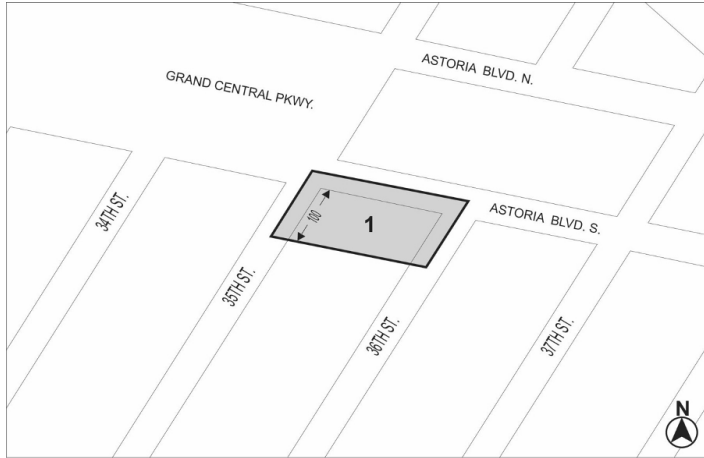 ASTORIA BLVD. N.
GRAND CENTRAL PKWY.
34TH ST.
100
1
ASTORIA BLVD. S.
35TH ST.
36TH ST.
37TH ST.
N